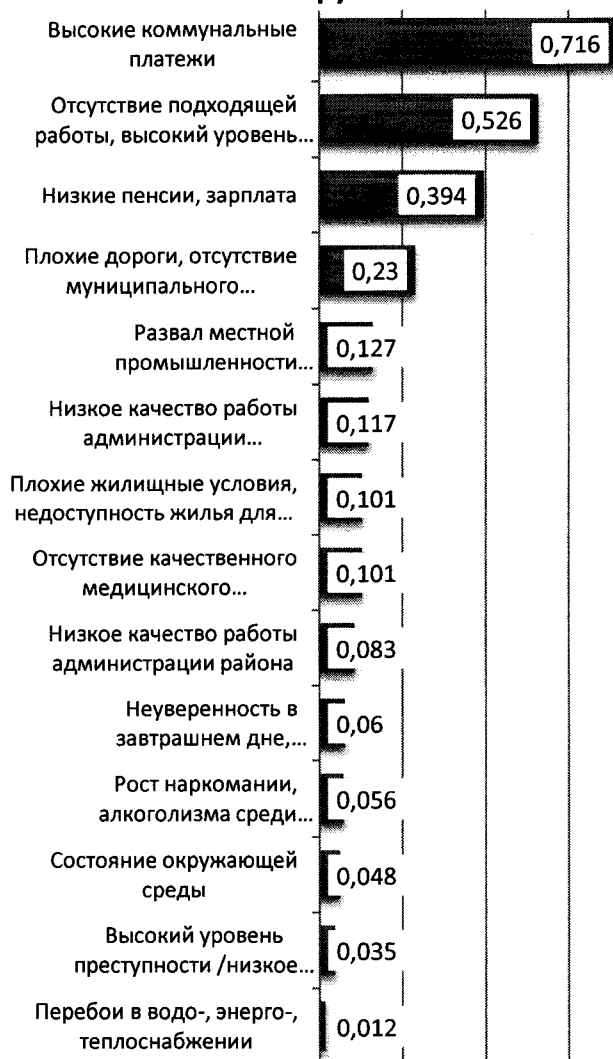 Высокие коммунальные
платежи
0,716
Отсутствие подходящей
работы, высокий уровень...
0,526
Низкие пенсии, зарплата
0,394
Плохие дороги, отсутствие
муниципального...
0,23
Развал местной
промышленности...
0,127
Низкое качество работы
администрации...
0,117
Плохие жилищные условия,
недоступность жилья для...
0,101
Отсутствие качественного
медицинского...
0,101
Низкое качество работы
администрации района
0,083
Неуверенность в
завтрашнем дне,...
0,06
Рост наркомании,
алкоголизма среди...
0,056
Состояние окружающей
среды
0,048
Высокий уровень
преступности /низкое...
0,035
Перебои в водо-, энерго-,
теплоснабжении
0,012